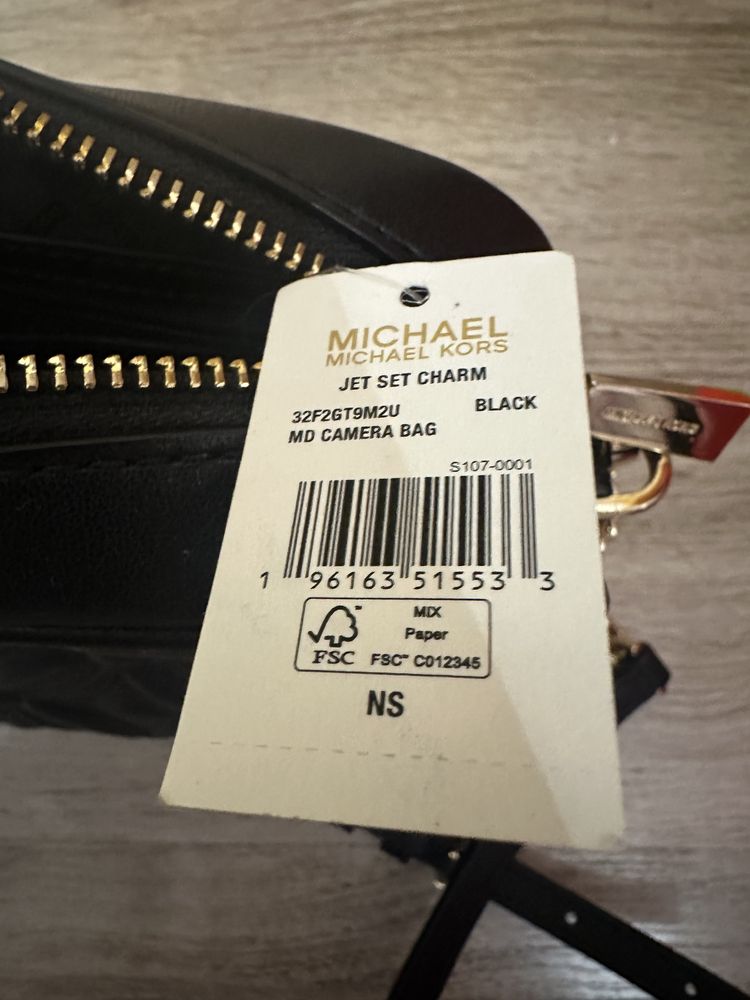 MICHAEL
MICHAEL KORS
JET SET CHARM
32F2GT9M2U BLACK
MD CAMERA BAG
S107-0001
1 96163 51553 3
FSC
MIX
Paper
FSC™ C012345
NS